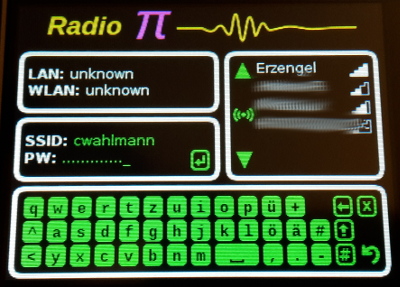 Radio π
LAN: unknown
WLAN: unknown
Erzengel
SSID: cwahlmann
PW: ............._
q w e r t z u i o p ü + ← x
^ a s d f g h j k l ö ä # ↑
< y x c v b n m , . - #